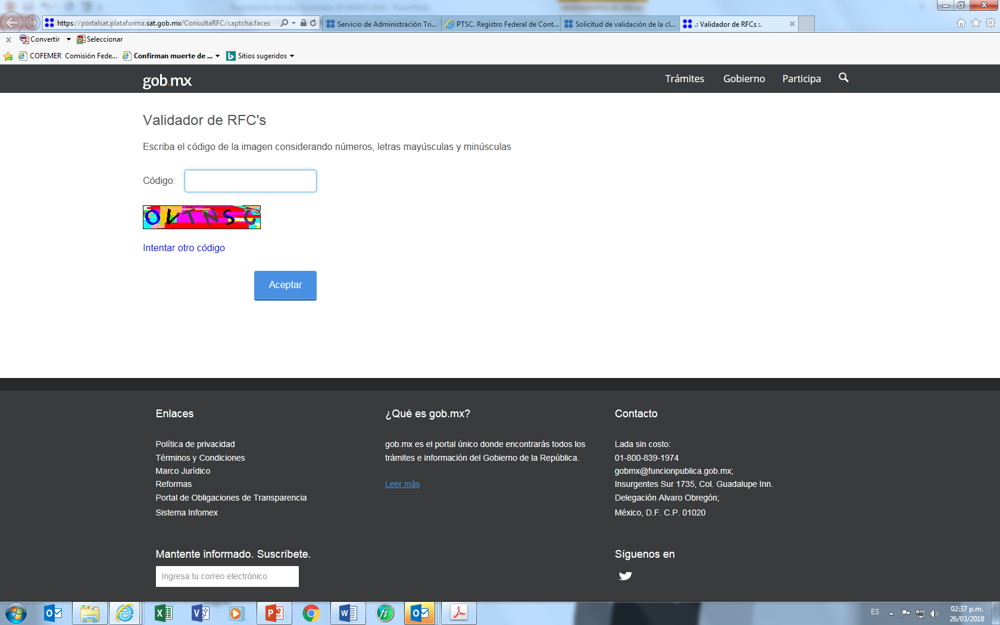 https://portalsat.plataforma.sat.gob.mx/ConsultaRFC/captcha.faces
Servicio de Administración Tri...
PTSC. Registro Federal de Cont...
Solicitud de validación de la cl...
.: Validador de RFCs :.
Convertir
Seleccionar
COFEMER Comisión Fede...
Confirman muerte de ...
Sitios sugeridos
gob.mx
Trámites
Gobierno
Participa
Validador de RFC's
Escriba el código de la imagen considerando números, letras mayúsculas y minúsculas
Código:
Intentar otro código
Aceptar
Enlaces
Política de privacidad
Términos y Condiciones
Marco Jurídico
Reformas
Portal de Obligaciones de Transparencia
Sistema Infomex
¿Qué es gob.mx?
gob.mx es el portal único donde encontrarás todos los
trámites e información del Gobierno de la República.
Leer más
Contacto
Lada sin costo:
01-800-839-1974
gobmx@funcionpublica.gob.mx;
Insurgentes Sur 1735, Col. Guadalupe Inn.
Delegación Alvaro Obregón;
México, D.F. C.P. 01020
Mantente informado. Suscríbete.
Ingresa tu correo electrónico
Síguenos en
ES
02:37 p.m.
26/03/2018